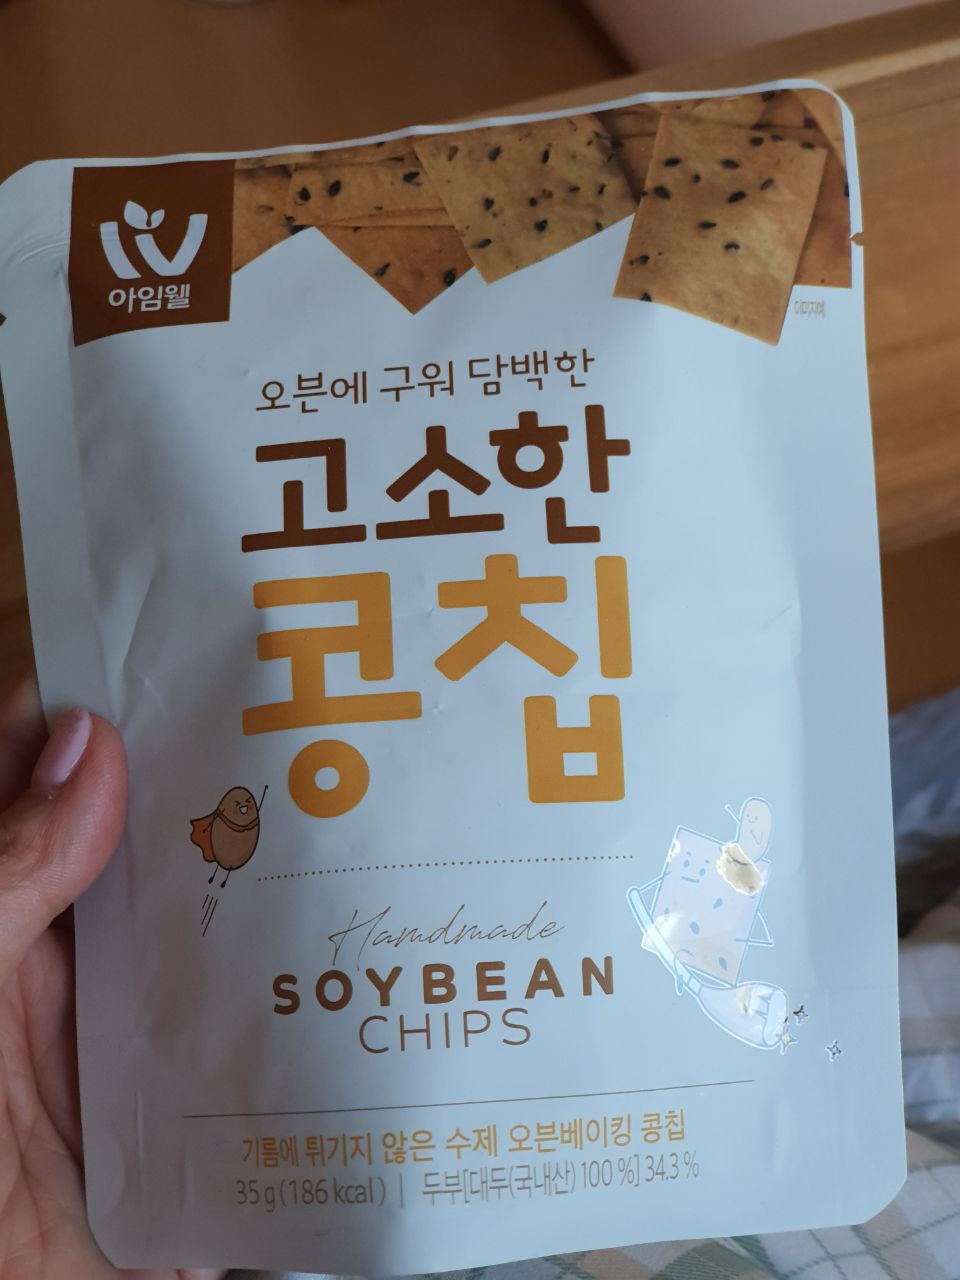 아임웰
이미지예
오븐에 구워 담백한
고소한
콩칩
Handmade
SOYBEAN
CHIPS
기름에 튀기지 않은 수제 오븐베이킹 콩칩
35 g (186 kcal) | 두부[대두(국내산) 100 %] 34.3 %